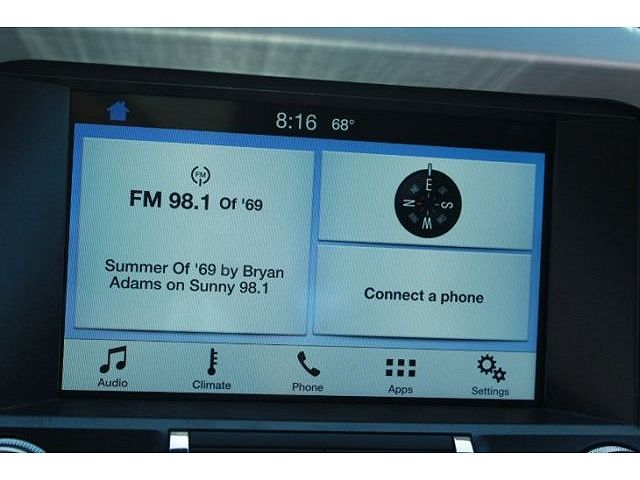 8:16 68°
FM
FM 98.1 Of '69
Summer Of '69 by Bryan
Adams on Sunny 98.1
E
N S
W
Connect a phone
Audio Climate Phone Apps Settings